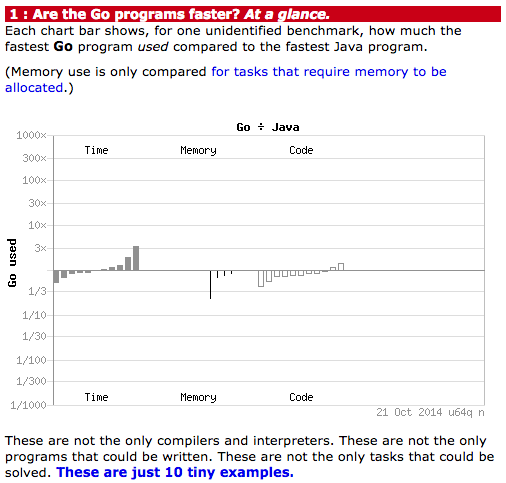 1 : Are the Go programs faster? At a glance.
Each chart bar shows, for one unidentified benchmark, how much the
fastest Go program used compared to the fastest Java program.
(Memory use is only compared for tasks that require memory to be
allocated.)
Go ÷ Java
1000x
Time Memory Code
300x
100x
30x
10x
3x
Go used
1/3
1/10
1/30
1/100
1/300
Time Memory Code
1/1000
21 Oct 2014 u64q n
These are not the only compilers and interpreters. These are not the only
programs that could be written. These are not the only tasks that could be
solved. These are just 10 tiny examples.